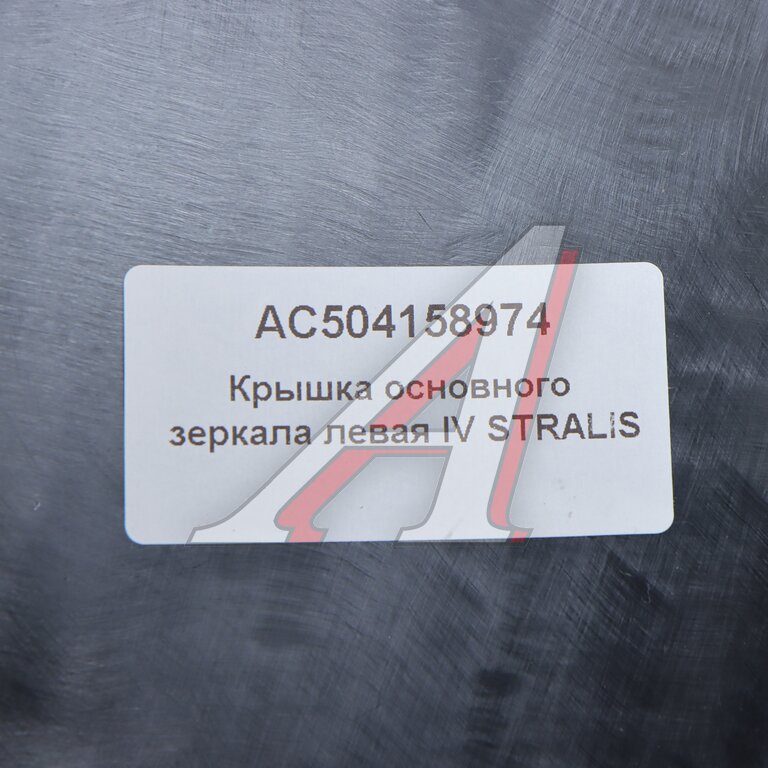 AC504158974
Крышка основного
зеркала левая IV STRALIS